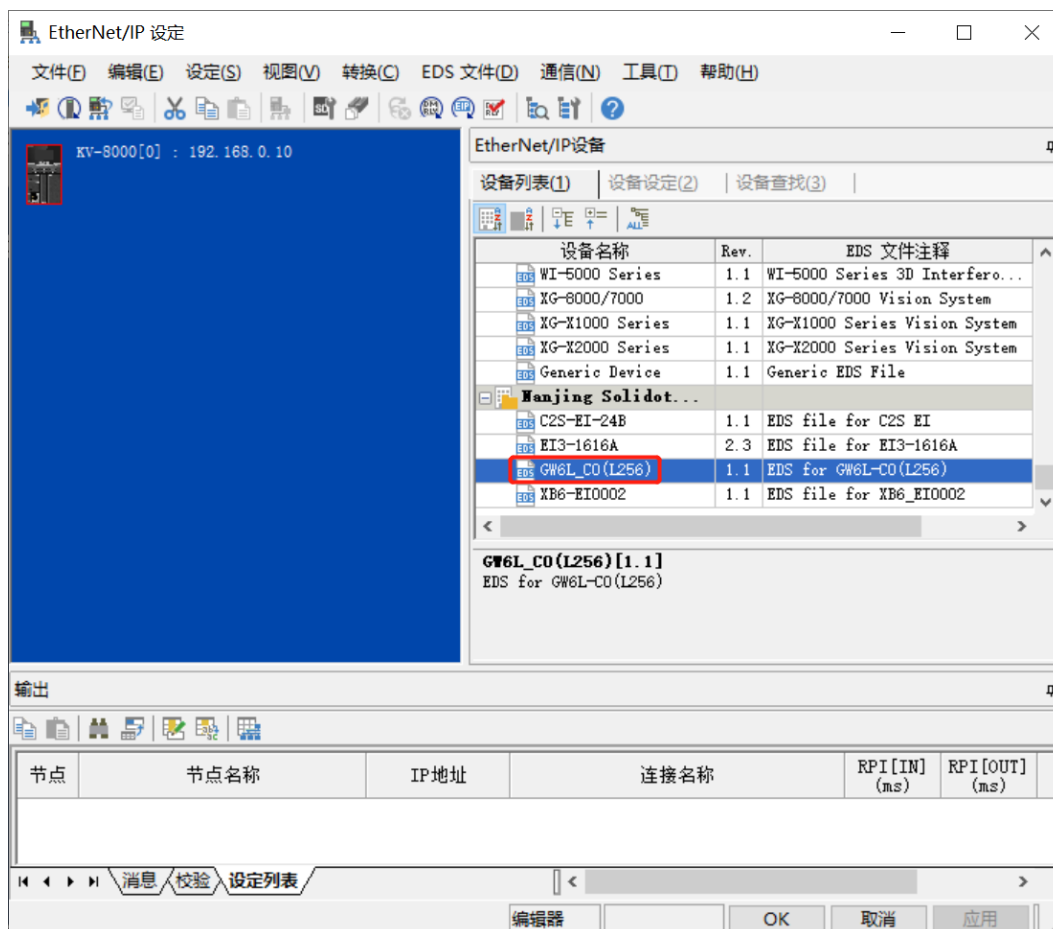 EtherNet/IP 设定
文件(F) 编辑(E) 设定(S) 视图(V) 转换(C) EDS 文件(D) 通信(N) 工具(T) 帮助(H)
KV-8000[0] : 192.168.0.10
EtherNet/IP设备
设备列表(1) 设备设定(2) 设备查找(3)
设备名称 Rev. EDS 文件注释
WI-5000 Series 1.1 WI-5000 Series 3D Interfero...
XG-8000/7000 1.2 XG-8000/7000 Vision System
XG-X1000 Series 1.1 XG-X1000 Series Vision System
XG-X2000 Series 1.1 XG-X2000 Series Vision System
Generic Device 1.1 Generic EDS File
Nanjing Solidot...
C2S-EI-24B 1.1 EDS file for C2S EI
EI3-1616A 2.3 EDS file for EI3-1616A
GW6L_CO(L256) 1.1 EDS for GW6L-CO(L256)
XB6-EI0002 1.1 EDS file for XB6_EI0002
GW6L_CO(L256)[1.1]
EDS for GW6L-CO(L256)
输出
节点 节点名称 IP地址 连接名称 RPI[IN] (ms) RPI[OUT] (ms)
消息 校验 设定列表
编辑器 OK 取消 应用